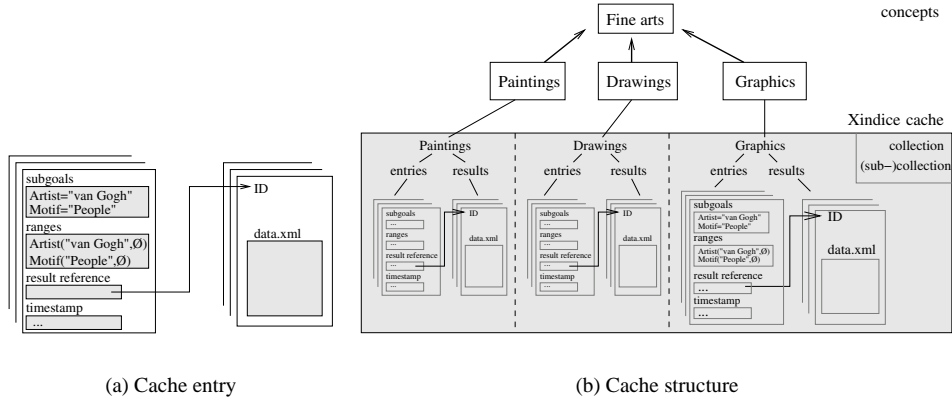 concepts
Fine arts
Paintings
Drawings
Graphics
Xindice cache
collection
(sub−)collection
subgoals
Artist="van Gogh"
Motif="People"
ranges
Artist("van Gogh",Ø)
Motif("People",Ø)
result reference
timestamp
...
ID
data.xml
Paintings
entries
results
subgoals
...
ranges
...
result reference
...
timestamp
...
ID
data.xml
Drawings
entries
results
subgoals
...
ranges
...
result reference
...
timestamp
...
ID
data.xml
Graphics
entries
results
subgoals
Artist="van Gogh"
Motif="People"
ranges
Artist("van Gogh",Ø)
Motif("People",Ø)
result reference
...
timestamp
...
ID
data.xml
(a) Cache entry
(b) Cache structure